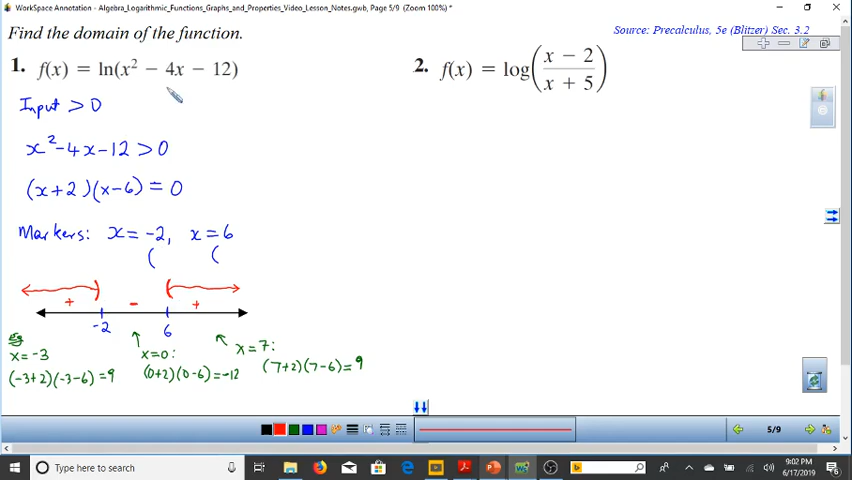 WorkSpace Annotation - Algebra_Logarithmic_Functions_Graphs_and_Properties_Video_Lesson_Notes.gwb, Page 5/9 (Zoom 100%) *
Find the domain of the function.
Source: Precalculus, 5e (Blitzer) Sec. 3.2
1. f(x) = ln(x² − 4x − 12)
Input > 0
x² - 4x - 12 > 0
(x+2)(x-6) = 0
Markers: x = -2, x = 6
( (
+ - +
-2 6
x = -3
(-3+2)(-3-6) = 9
x=0:
(0+2)(0-6) = -12
x = 7:
(7+2)(7-6) = 9
2. f(x) = log((x − 2)/(x + 5))
5/9
Type here to search
9:02 PM
6/17/2019